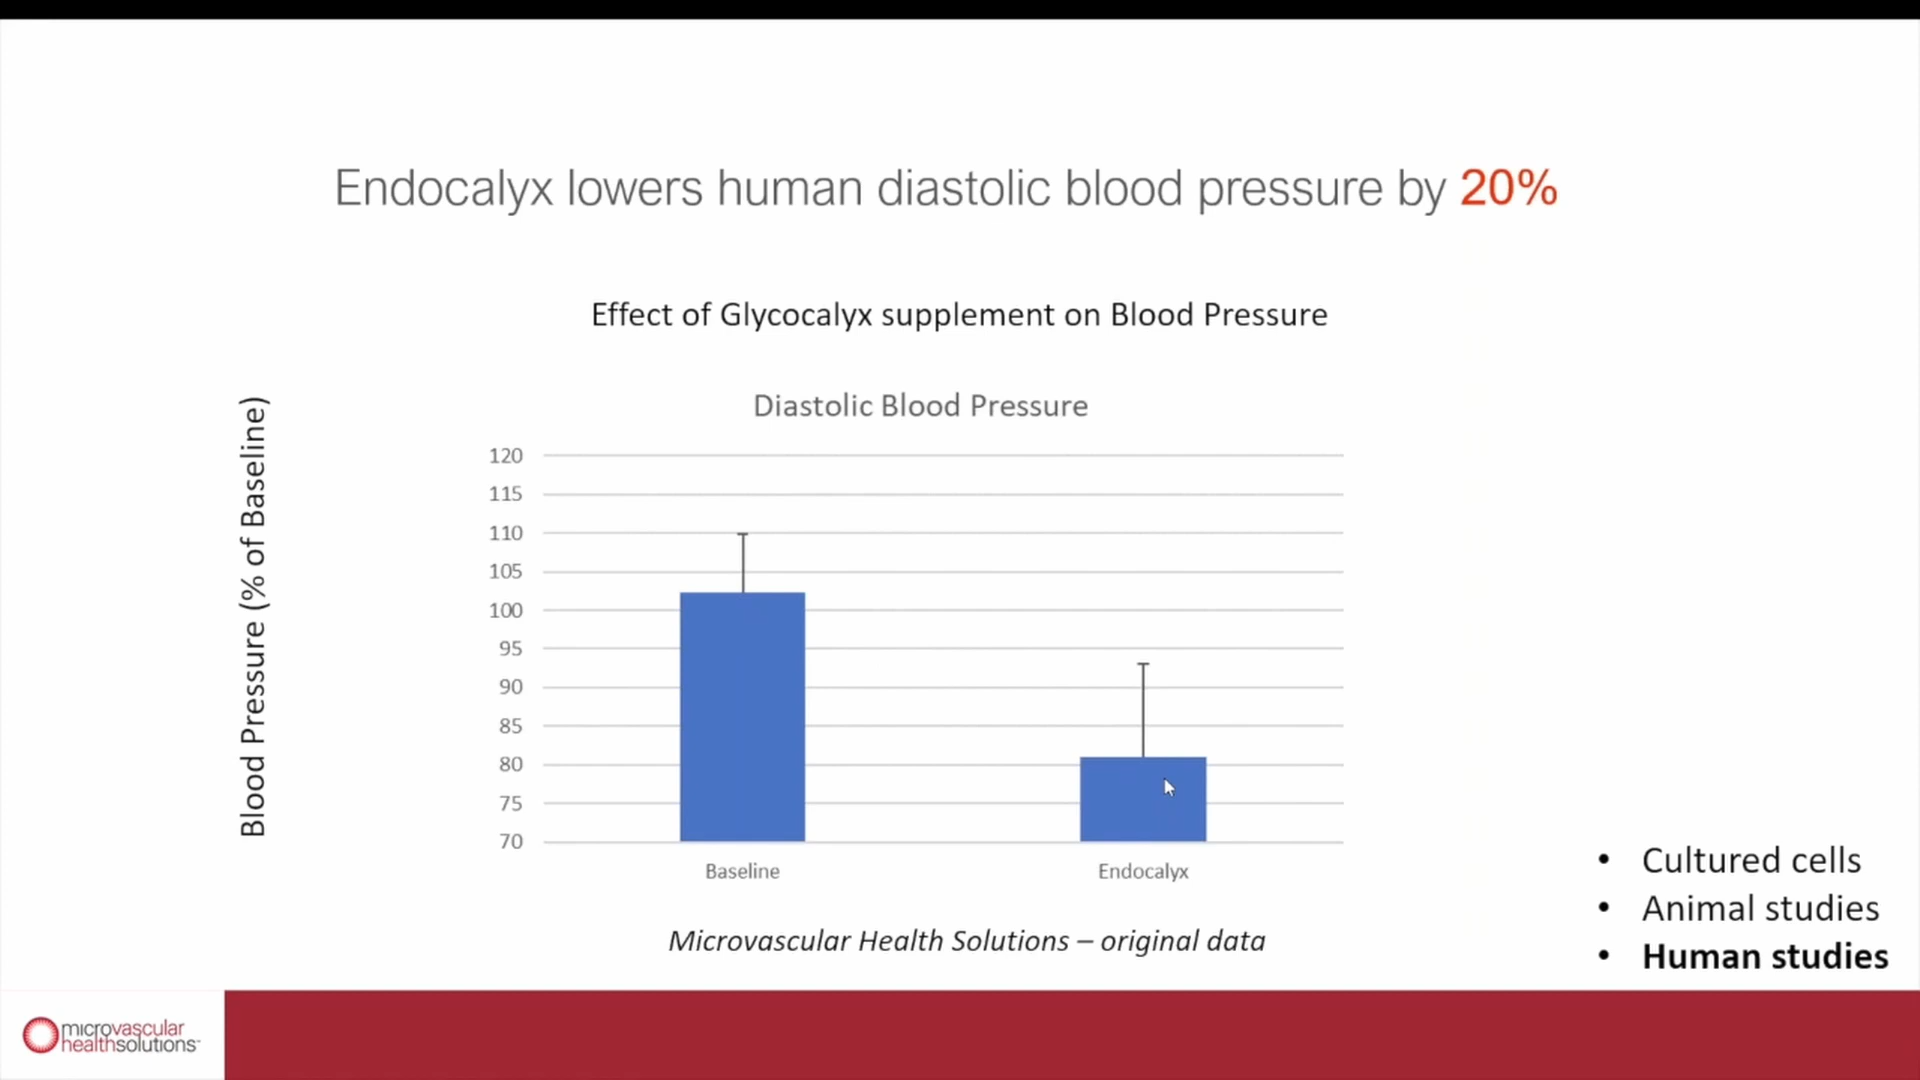 Endocalyx lowers human diastolic blood pressure by 20%
Effect of Glycocalyx supplement on Blood Pressure
Diastolic Blood Pressure
Blood Pressure (% of Baseline)
120
115
110
105
100
95
90
85
80
75
70
Baseline
Endocalyx
Microvascular Health Solutions – original data
• Cultured cells
• Animal studies
• Human studies
microvascular
healthsolutions™